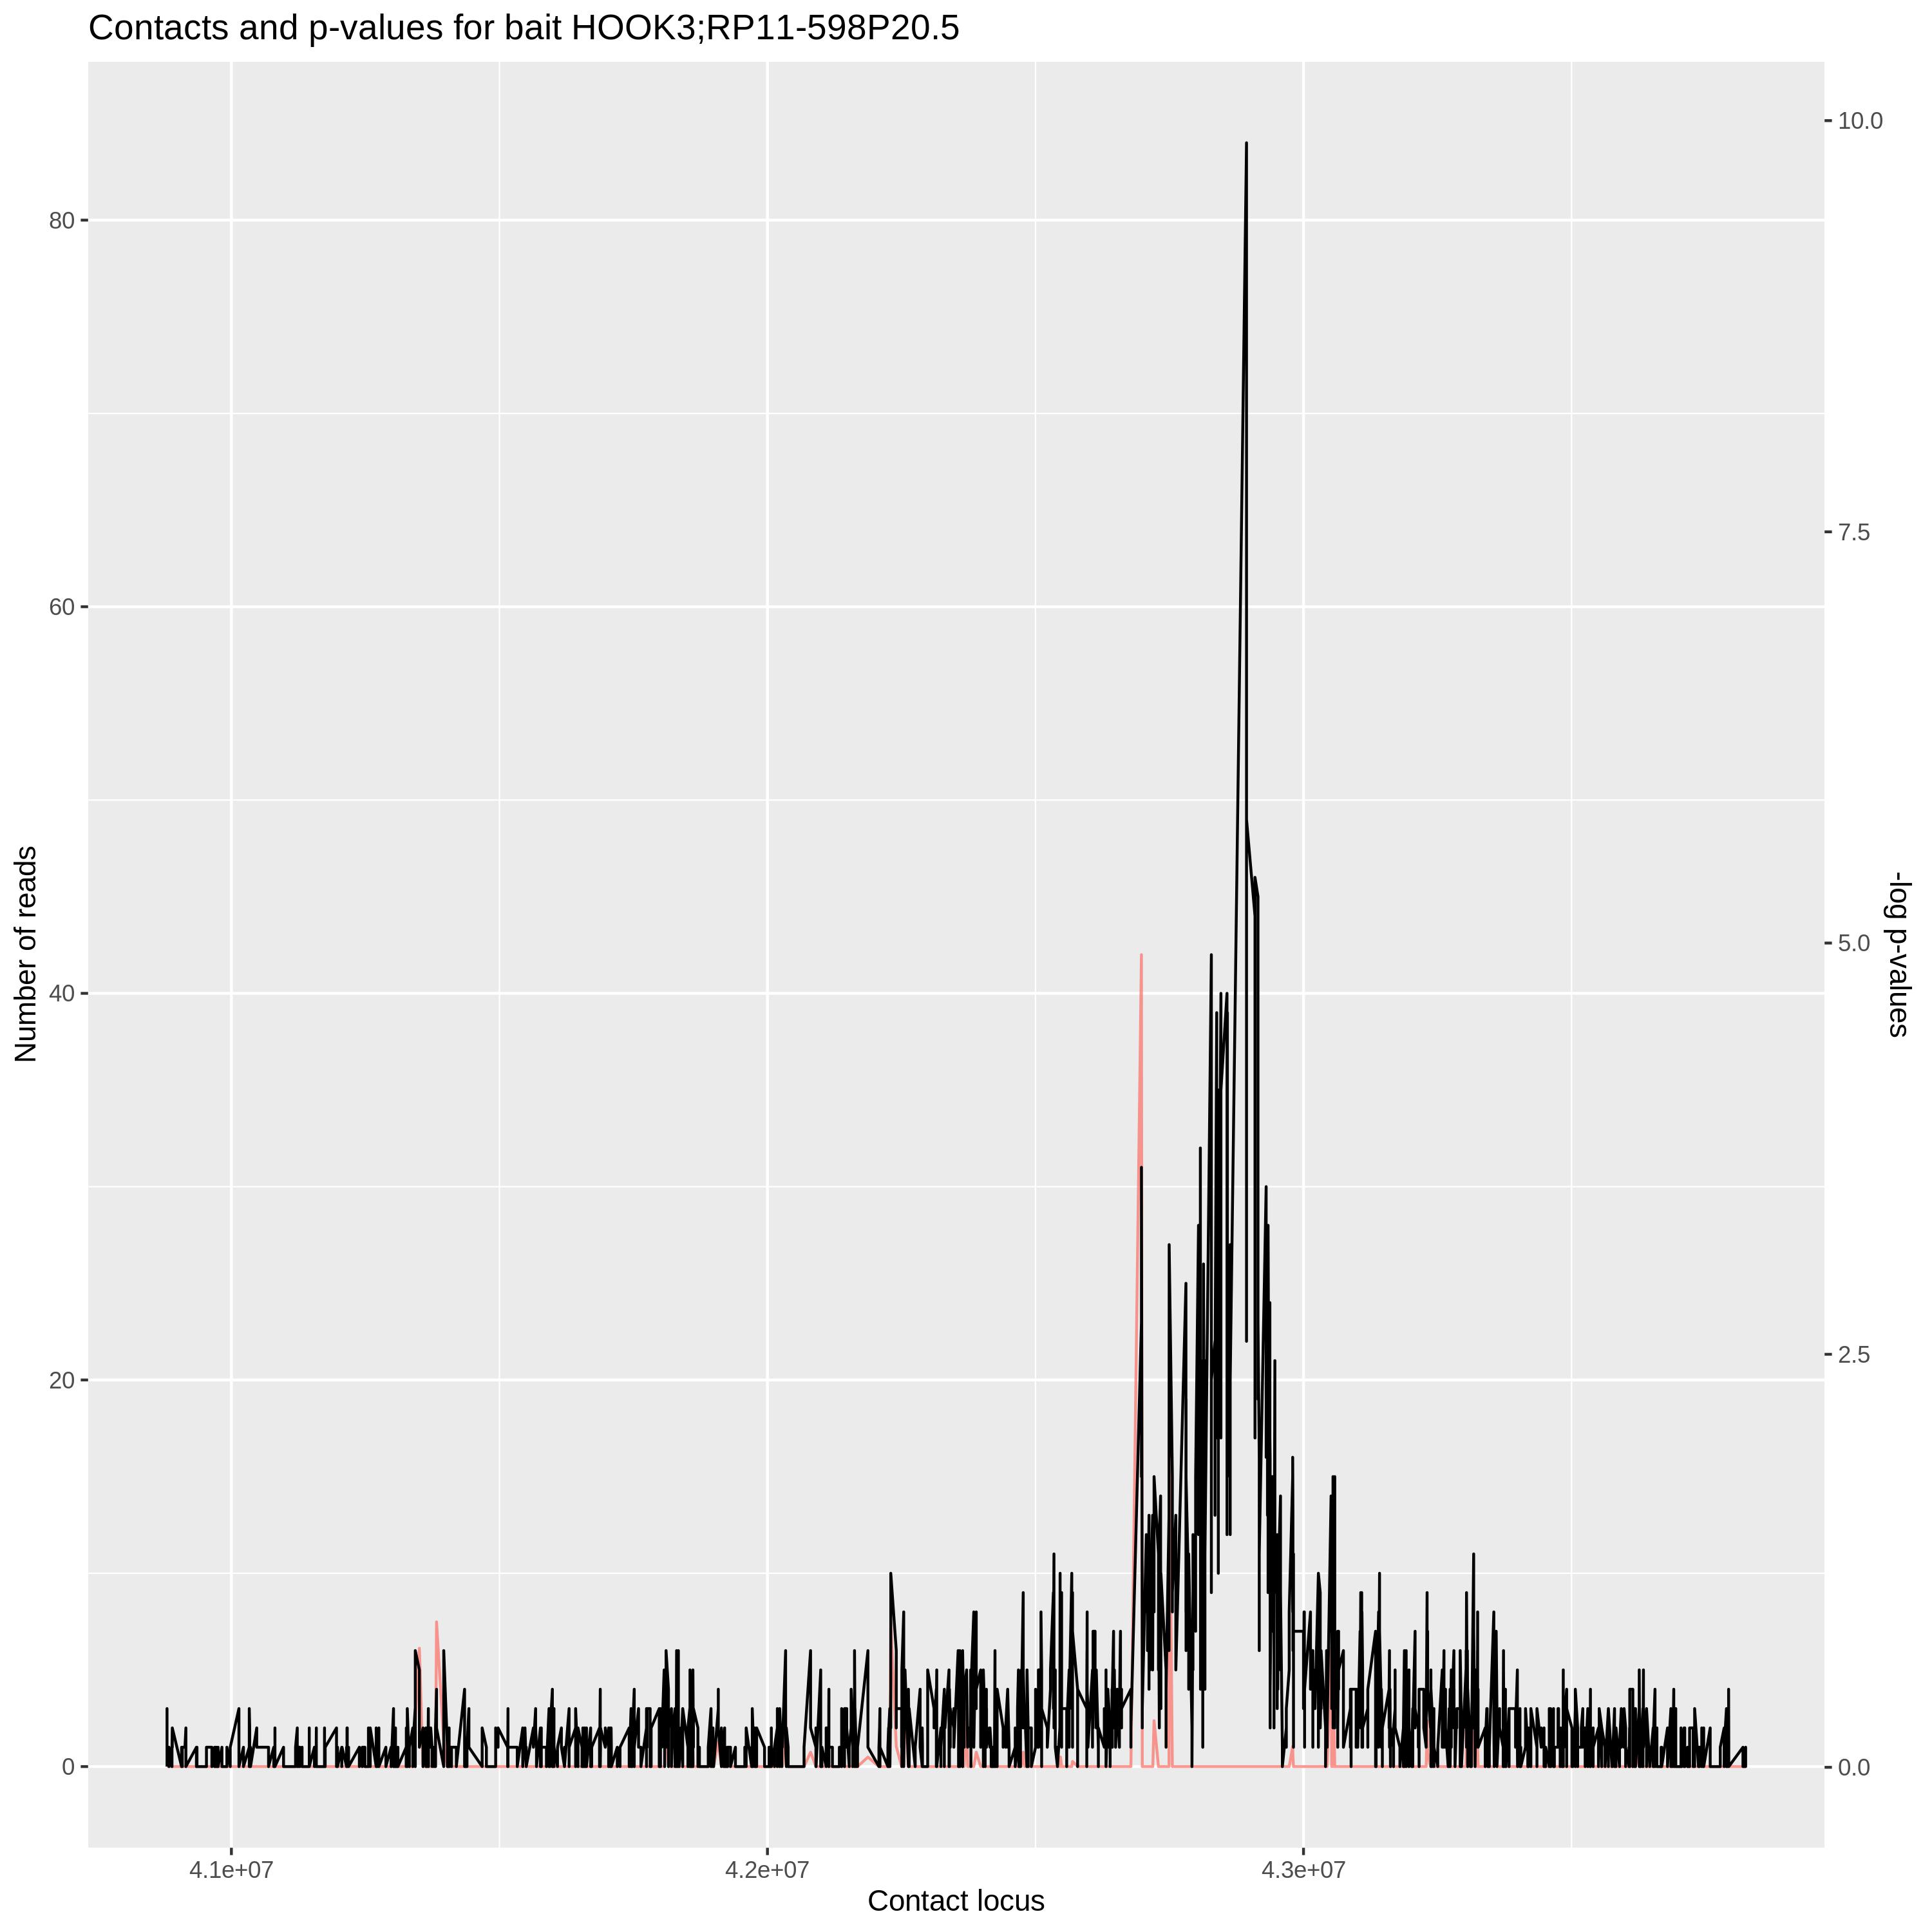 Contacts and p-values for bait HOOK3;RP11-598P20.5
Number of reads
80
60
40
20
0
10.0
7.5
5.0
2.5
0.0
-log p-values
4.1e+07
4.2e+07
4.3e+07
Contact locus